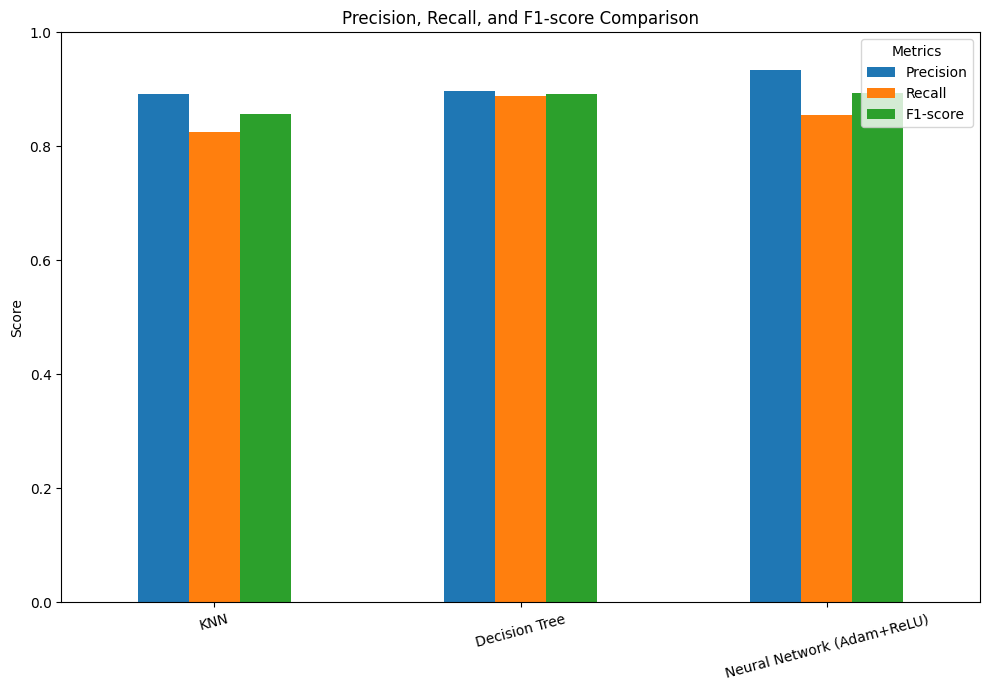 Precision, Recall, and F1-score Comparison
Metrics
Precision
Recall
F1-score
Score
1.0
0.8
0.6
0.4
0.2
0.0
KNN
Decision Tree
Neural Network (Adam+ReLU)